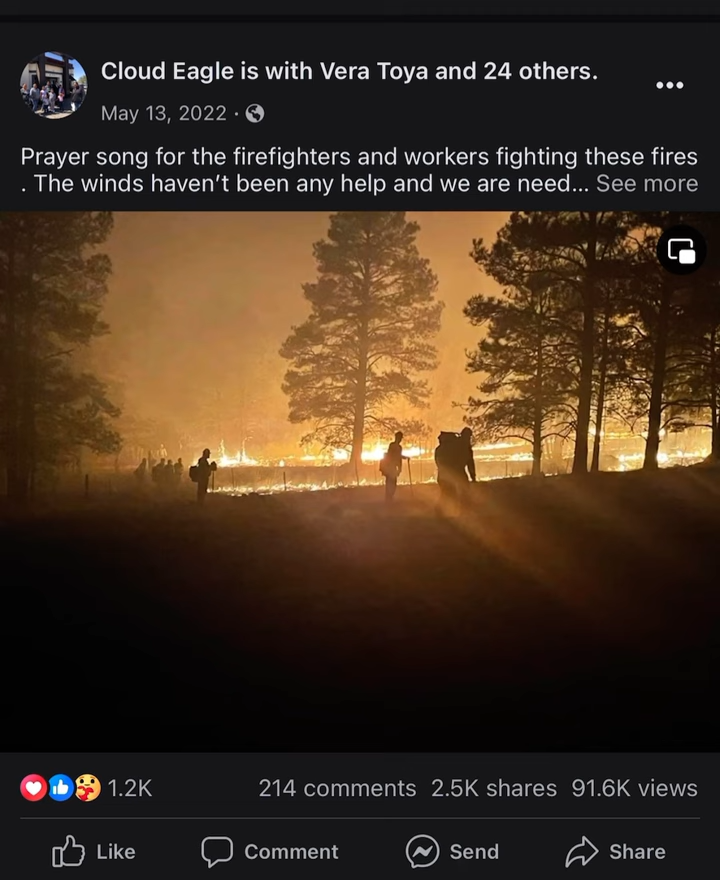 Cloud Eagle is with Vera Toya and 24 others.
May 13, 2022 ·
Prayer song for the firefighters and workers fighting these fires
. The winds haven’t been any help and we are need... See more
1.2K 214 comments 2.5K shares 91.6K views
Like Comment Send Share